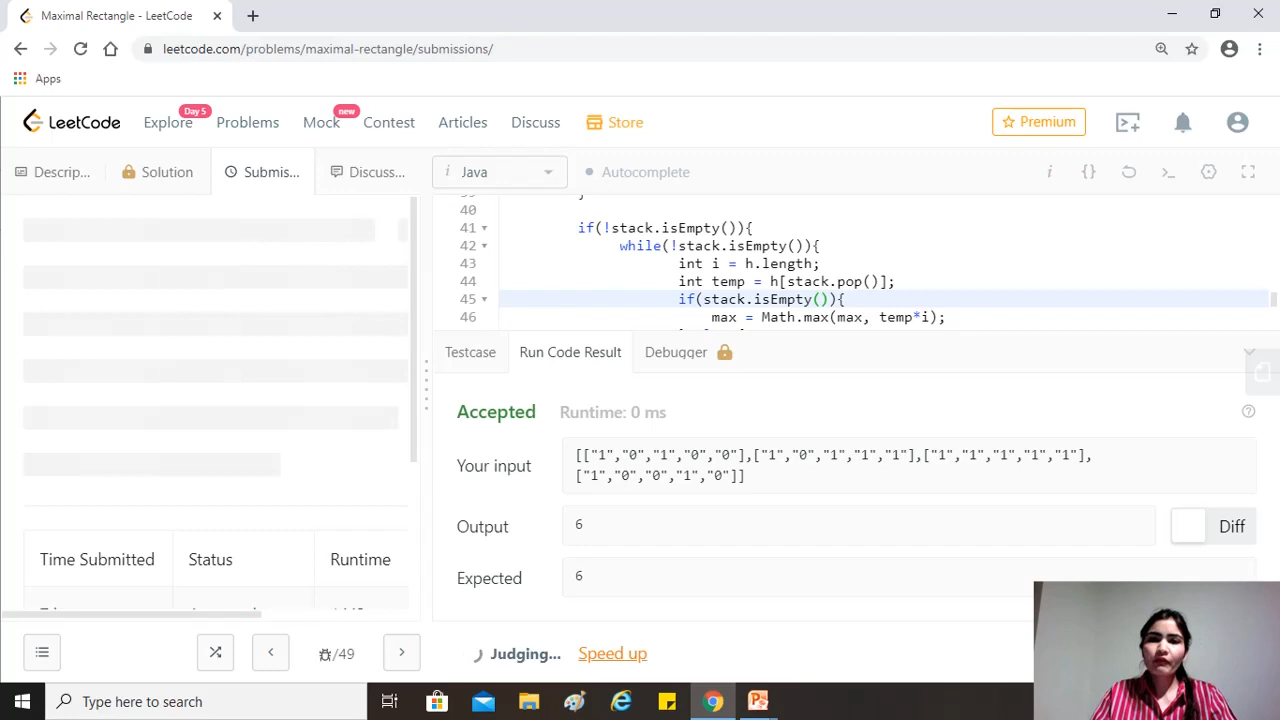 Maximal Rectangle - LeetCode
leetcode.com/problems/maximal-rectangle/submissions/
Apps
LeetCode
Explore
Day 5
Problems
Mock
new
Contest
Articles
Discuss
Store
Premium
Descrip...
Solution
Submis...
Discuss...
i Java
Autocomplete
40
41 if(!stack.isEmpty()){
42 while(!stack.isEmpty()){
43 int i = h.length;
44 int temp = h[stack.pop()];
45 if(stack.isEmpty()){
46 max = Math.max(max, temp*i);
Testcase
Run Code Result
Debugger
Accepted
Runtime: 0 ms
Your input
[["1","0","1","0","0"],["1","0","1","1","1"],["1","1","1","1","1"],
["1","0","0","1","0"]]
Output
6
Diff
Expected
6
Time Submitted
Status
Runtime
/49
Judging...
Speed up
Type here to search